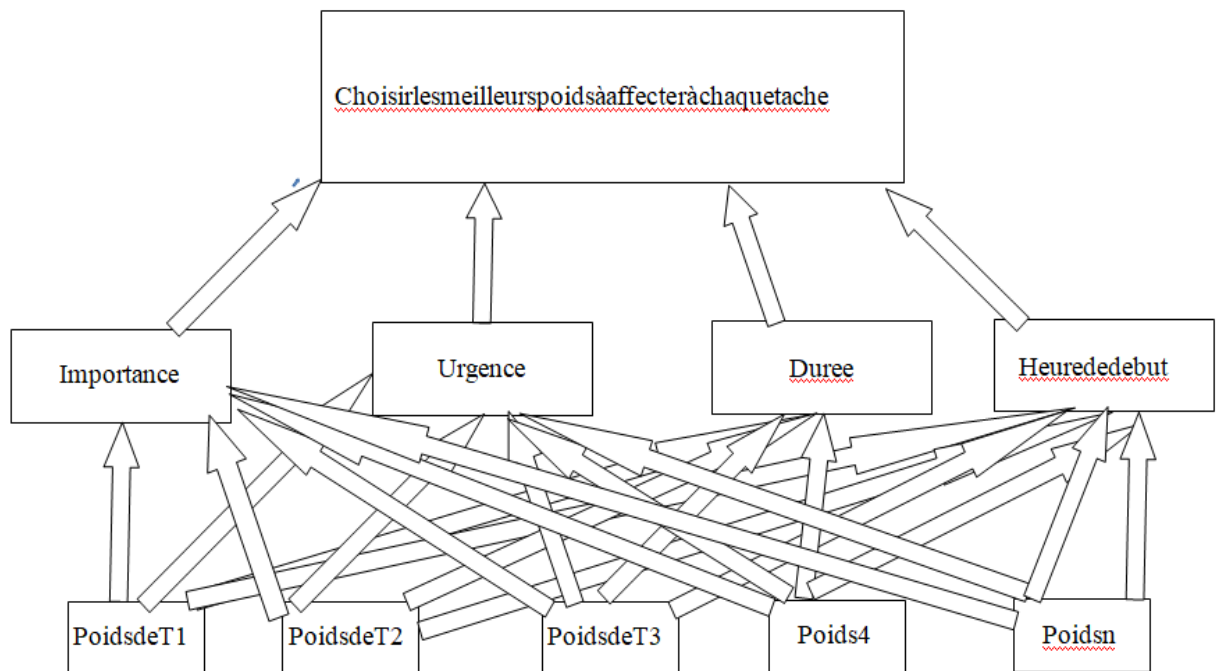 Choisirlesmeilleurspoidsàaffecteràchaquetache
Importance
Urgence
Duree
Heurededebut
PoidsdeT1
PoidsdeT2
PoidsdeT3
Poids4
Poidsn